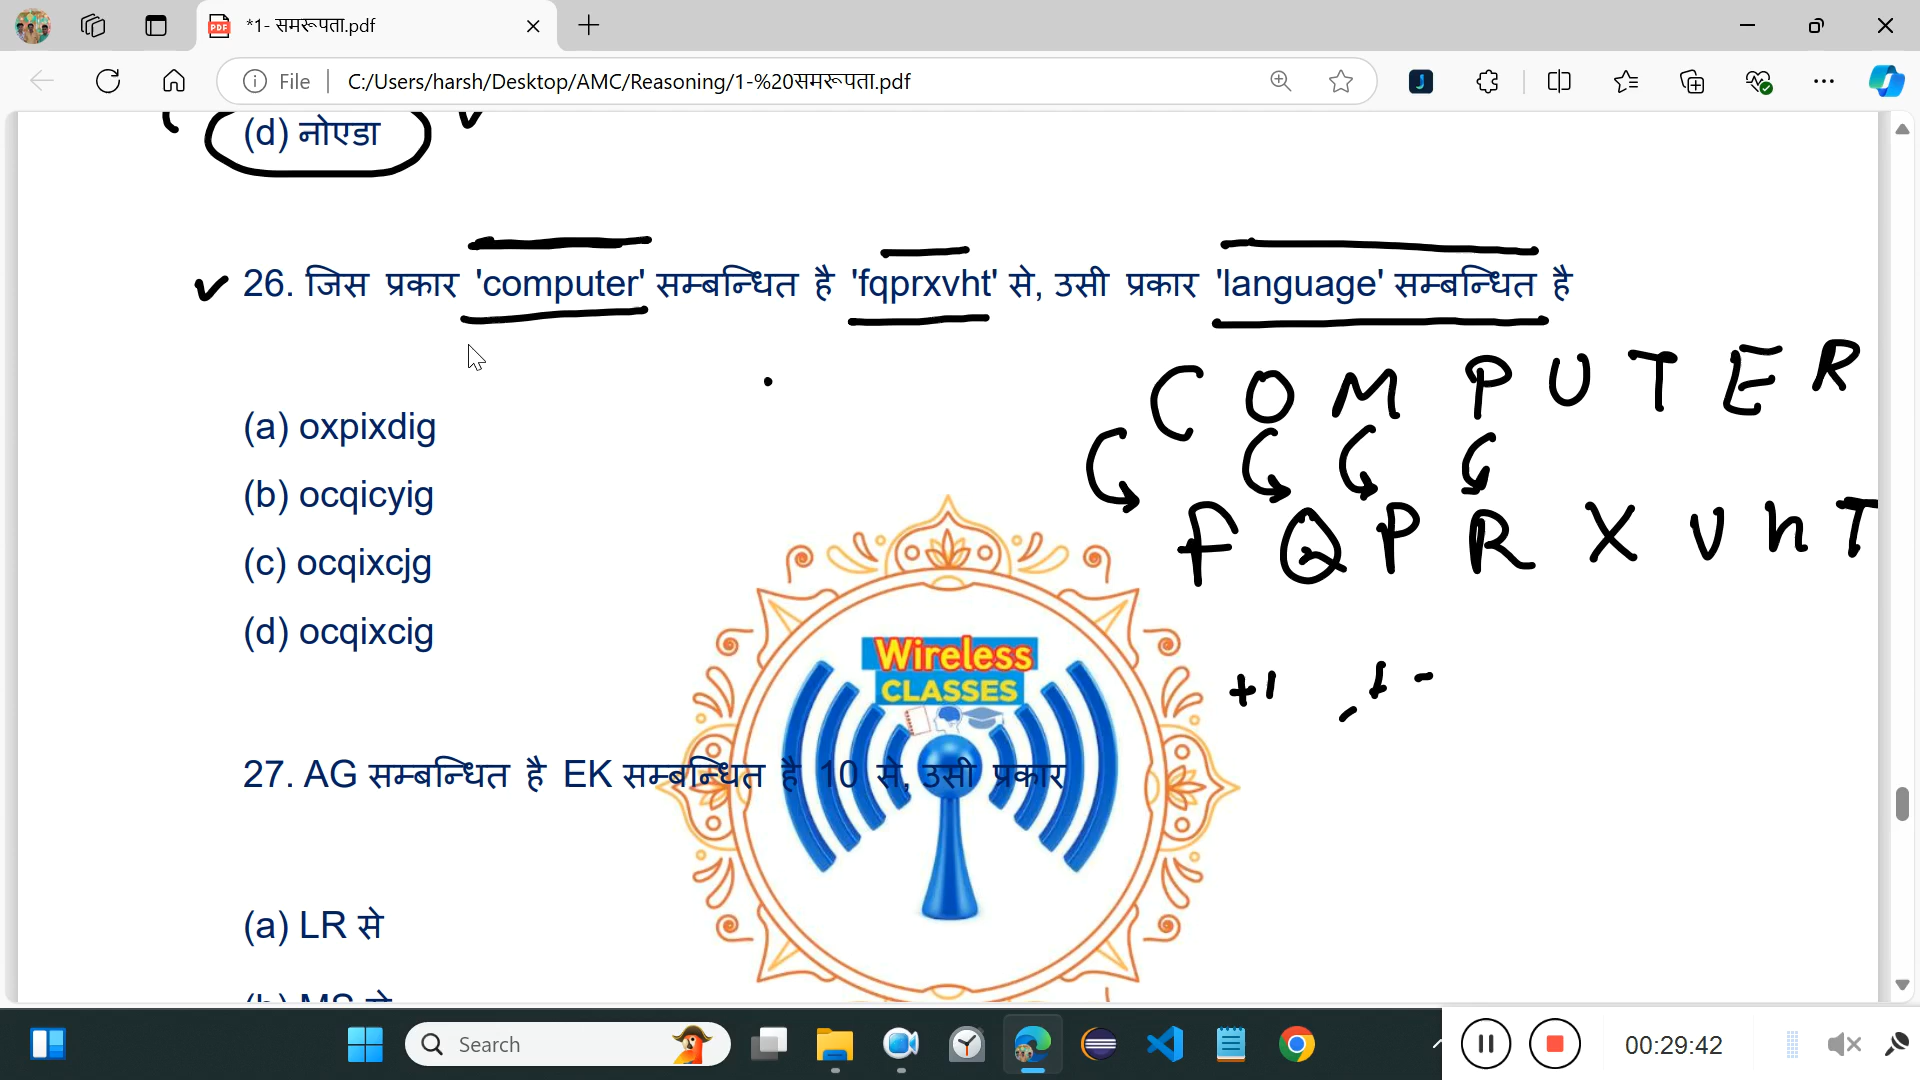 *1- समरूपता.pdf
File
C:/Users/harsh/Desktop/AMC/Reasoning/1-%20समरूपता.pdf
(d) नोएडा
26. जिस प्रकार 'computer' सम्बन्धित है 'fqprxvht' से, उसी प्रकार 'language' सम्बन्धित है
C O M P U T E R
(a) oxpixdig
(b) ocqicyig
F Q P R X V h T
(c) ocqixcjg
(d) ocqixcig
Wireless
CLASSES
+1
27. AG सम्बन्धित है EK सम्बन्धित है 10 से, उसी प्रकार
(a) LR से
Search
00:29:42